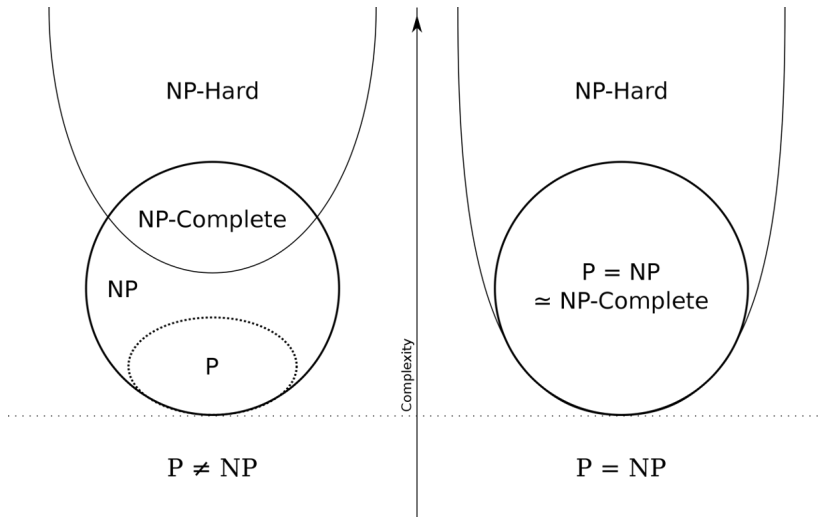 NP-Hard
NP-Complete
NP
P
P ≠ NP
Complexity
NP-Hard
P = NP
≃ NP-Complete
P = NP